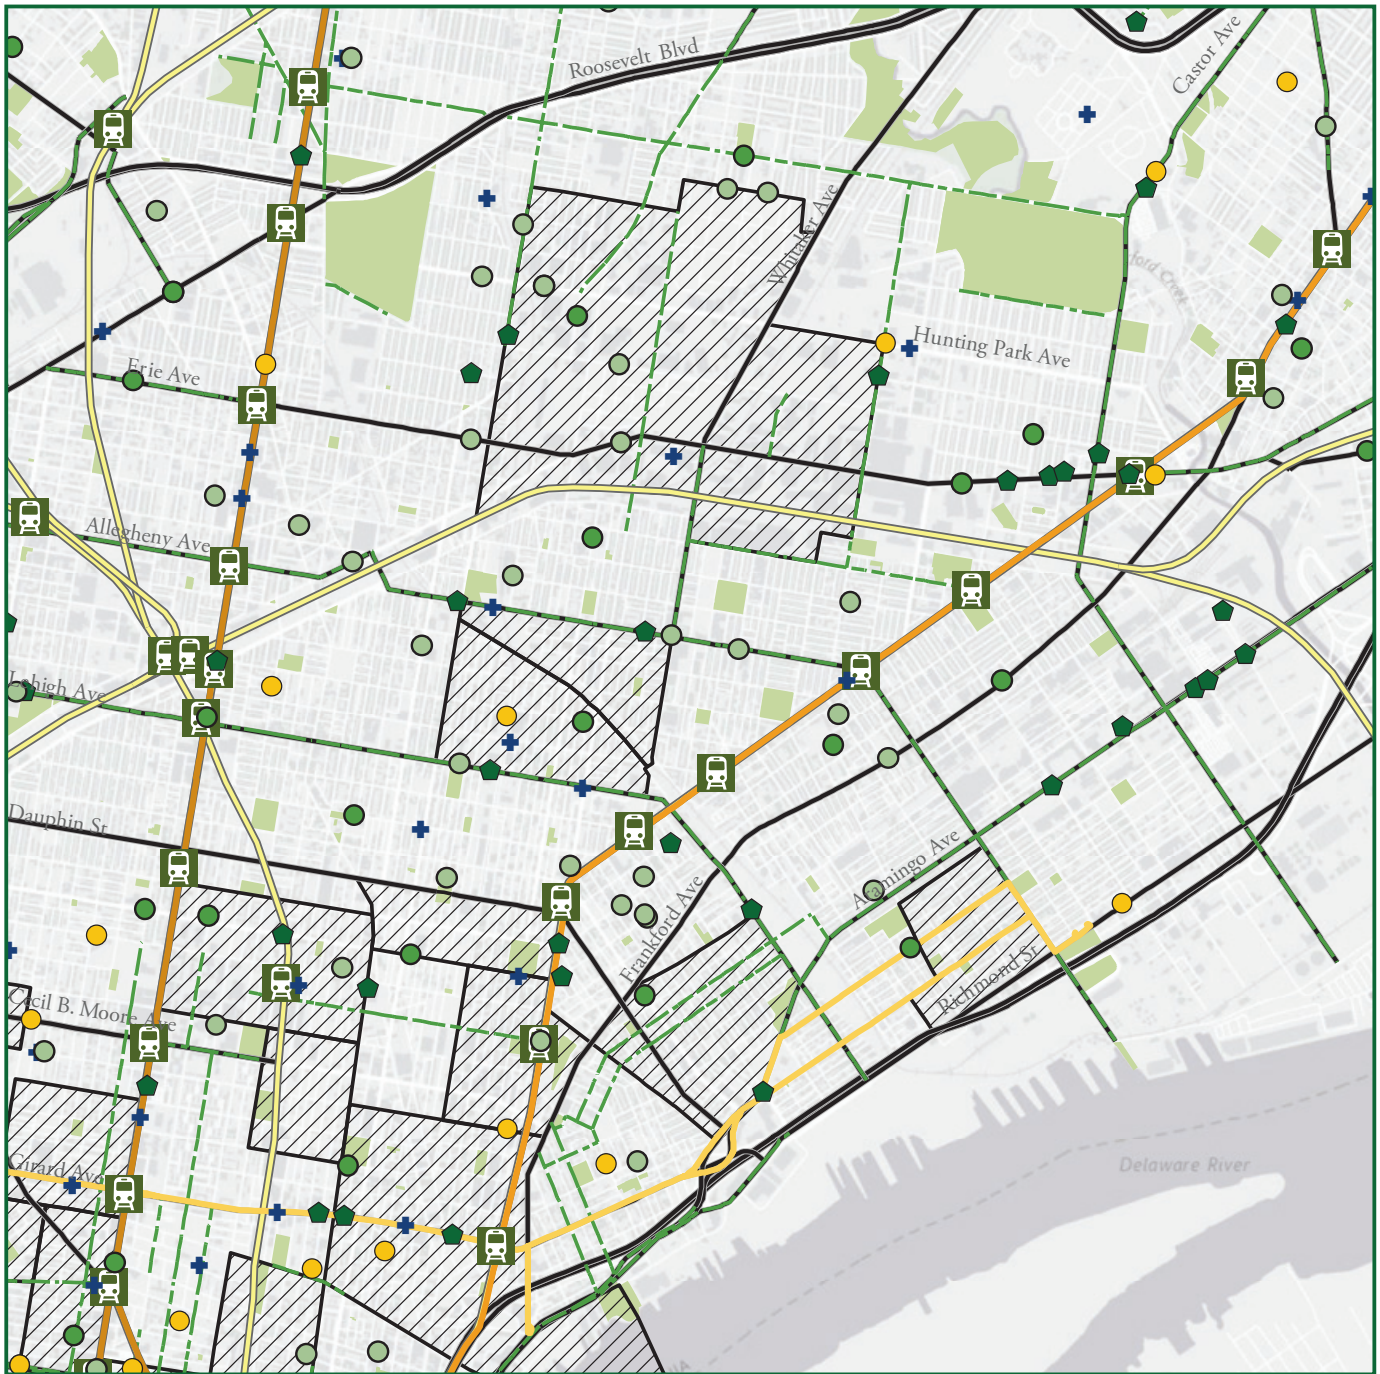 Roosevelt Blvd
Castor Ave
Whitaker Ave
Hunting Park Ave
Erie Ave
Allegheny Ave
Lehigh Ave
Dauphin St
Aramingo Ave
Frankford Ave
Richmond St
Cecil B. Moore Ave
Girard Ave
Delaware River